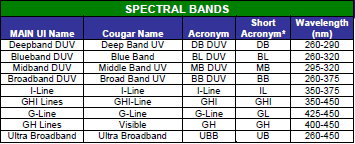 SPECTRAL BANDS
MAIN UI Name Cougar Name Acronym Short Acronym* Wavelength (nm)
Deepband DUV Deep Band UV DB DUV DB 260-290
Blueband DUV Blue Band BL DUV BL 260-320
Midband DUV Middle Band UV MB DUV MB 295-320
Broadband DUV Broad Band UV BB DUV BB 260-375
I-Line I-Line I-Line IL 350-375
GHI Lines GHI-Line GHI GHI 350-450
G-Line G-Line G-Line GL 425-450
GH Lines Visible GH GH 400-450
Ultra Broadband Ultra Broadband UBB UB 260-450